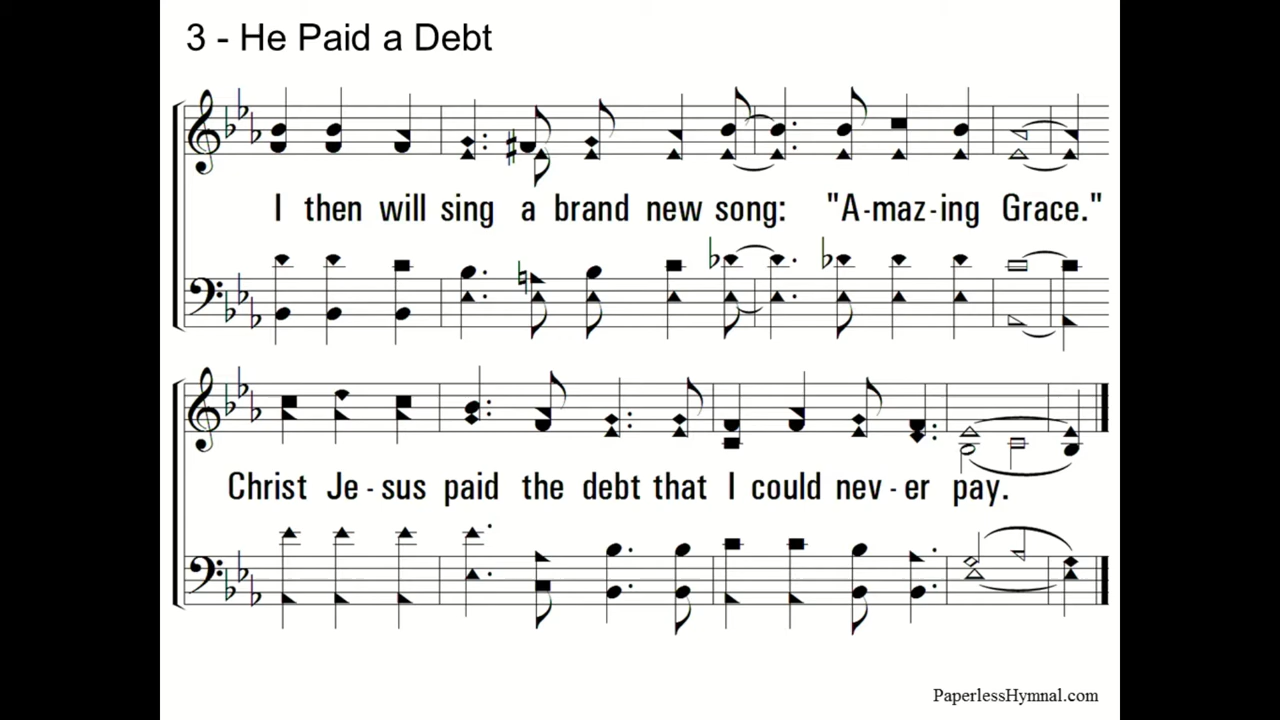 3 - He Paid a Debt
I then will sing a brand new song: "A-maz-ing Grace."
Christ Je-sus paid the debt that I could nev-er pay.
PaperlessHymnal.com